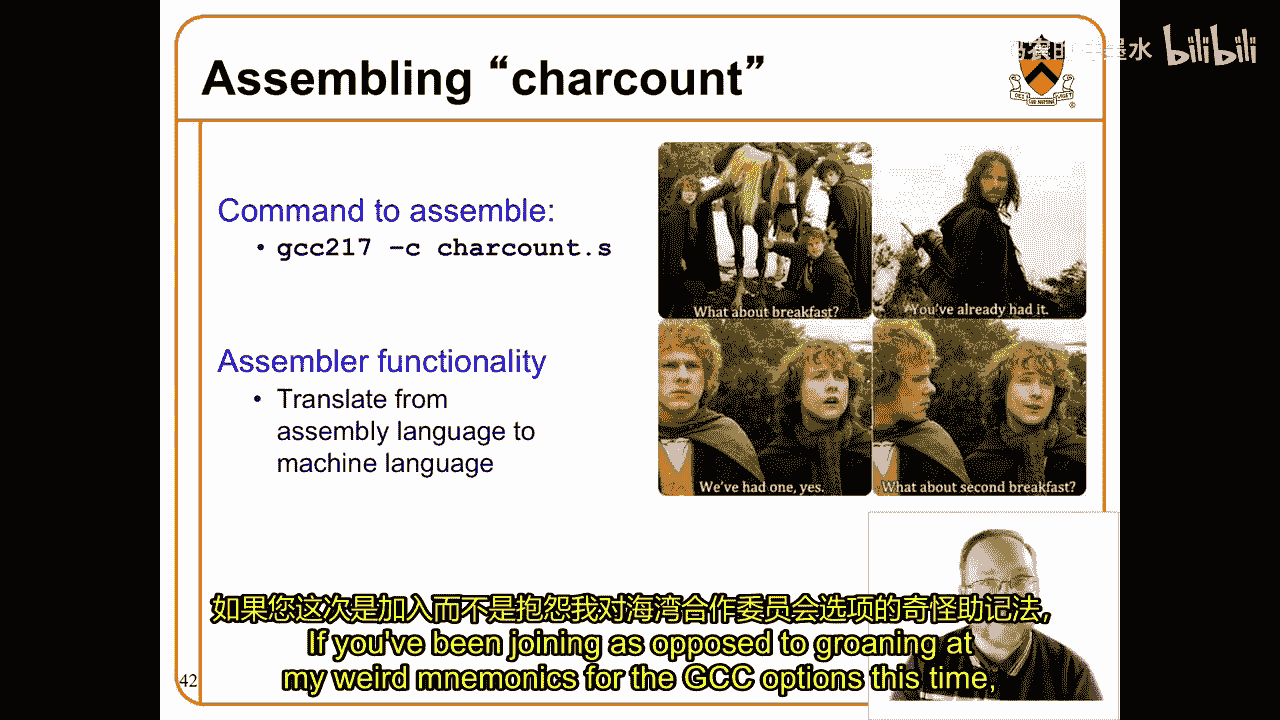 Assembling “charcount”
bilibili
Command to assemble:
• gcc217 –c charcount.s
What about breakfast?
You've already had it.
Assembler functionality
• Translate from
assembly language to
machine language
We've had one, yes.
What about second breakfast?
如果您这次是加入而不是抱怨我对海湾合作委员会选项的奇怪助记法,
If you've been joining as opposed to groaning at
my weird mnemonics for the GCC options this time,
42